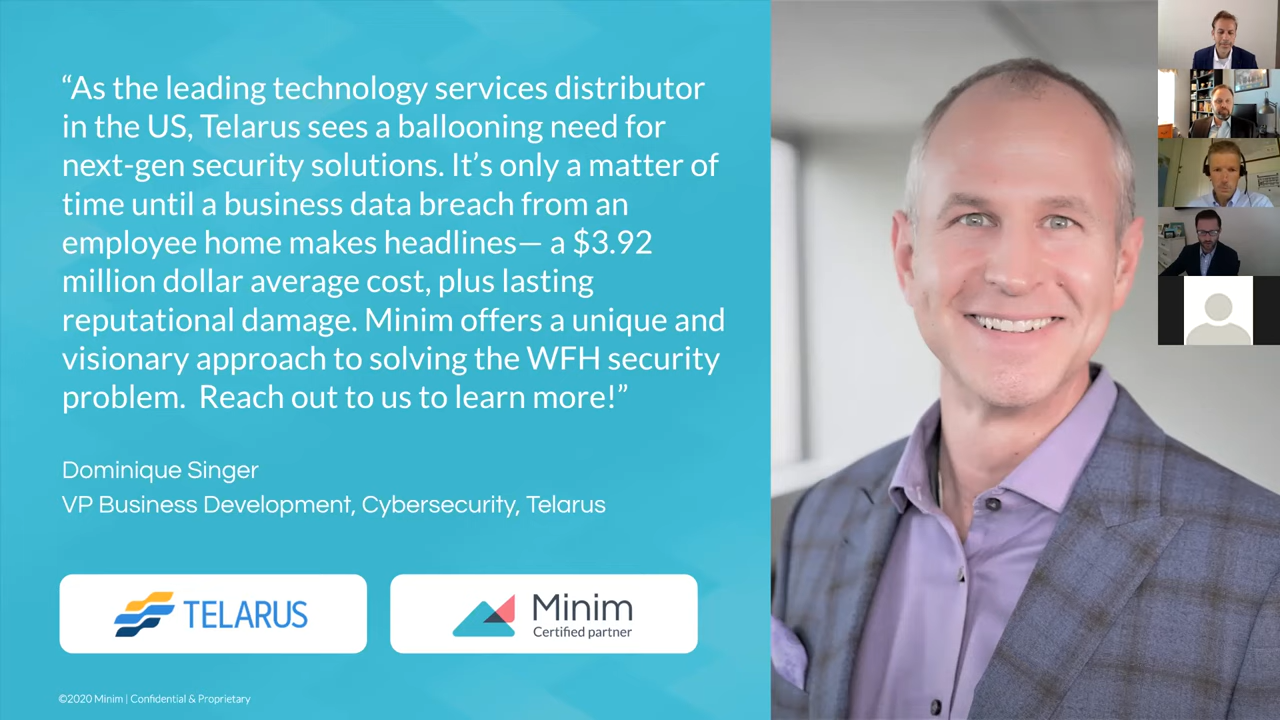 “As the leading technology services distributor
in the US, Telarus sees a ballooning need for
next-gen security solutions. It’s only a matter of
time until a business data breach from an
employee home makes headlines— a $3.92
million dollar average cost, plus lasting
reputational damage. Minim offers a unique and
visionary approach to solving the WFH security
problem.  Reach out to us to learn more!”
Dominique Singer
VP Business Development, Cybersecurity, Telarus
TELARUS
Minim
Certified partner
©2020 Minim | Confidential & Proprietary